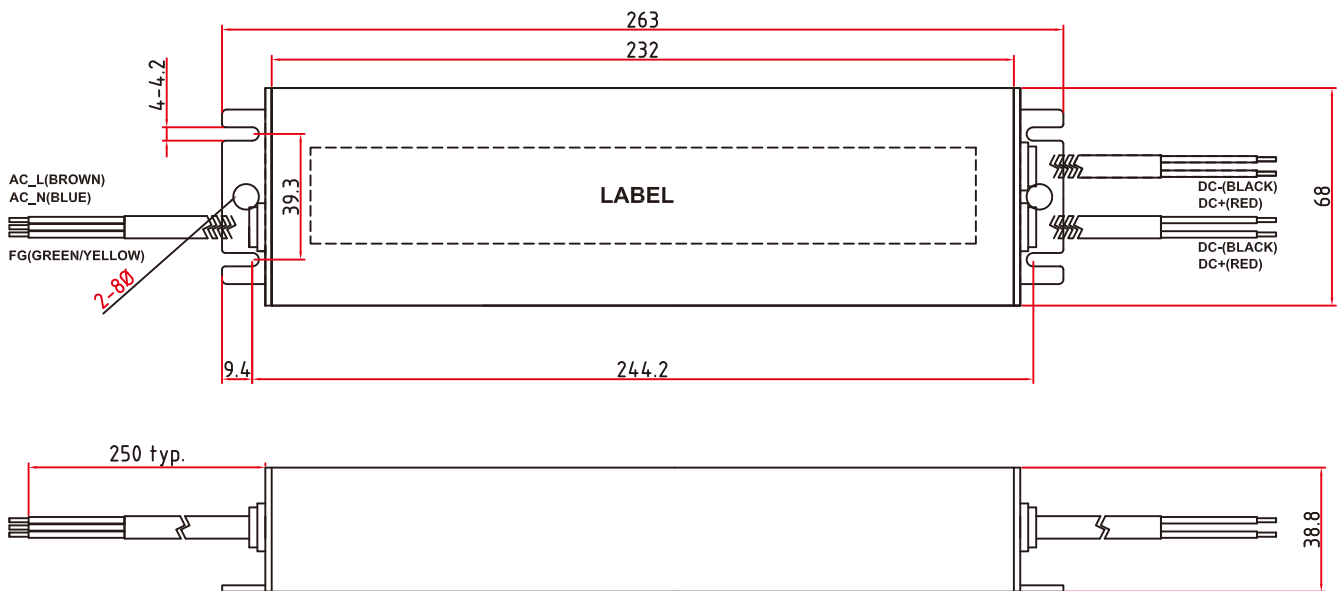 263
232
4-4.2
AC_L(BROWN)
AC_N(BLUE)
FG(GREEN/YELLOW)
2-8Ø
39.3
LABEL
DC-(BLACK)
DC+(RED)
DC-(BLACK)
DC+(RED)
68
9.4
244.2
250 typ.
38.8